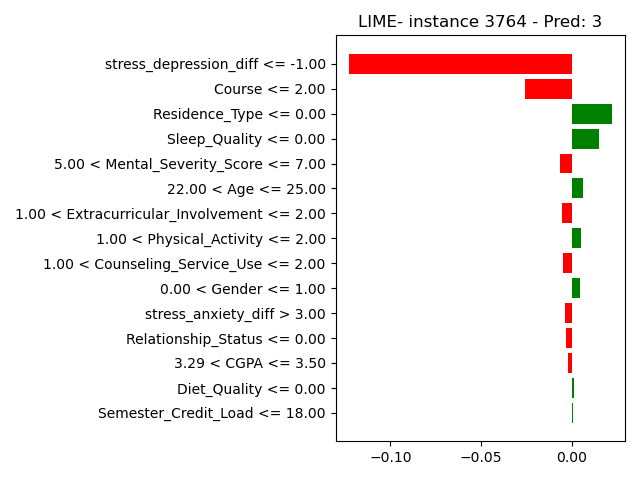 LIME- instance 3764 - Pred: 3
stress_depression_diff <= -1.00
Course <= 2.00
Residence_Type <= 0.00
Sleep_Quality <= 0.00
5.00 < Mental_Severity_Score <= 7.00
22.00 < Age <= 25.00
1.00 < Extracurricular_Involvement <= 2.00
1.00 < Physical_Activity <= 2.00
1.00 < Counseling_Service_Use <= 2.00
0.00 < Gender <= 1.00
stress_anxiety_diff > 3.00
Relationship_Status <= 0.00
3.29 < CGPA <= 3.50
Diet_Quality <= 0.00
Semester_Credit_Load <= 18.00
−0.10 −0.05 0.00